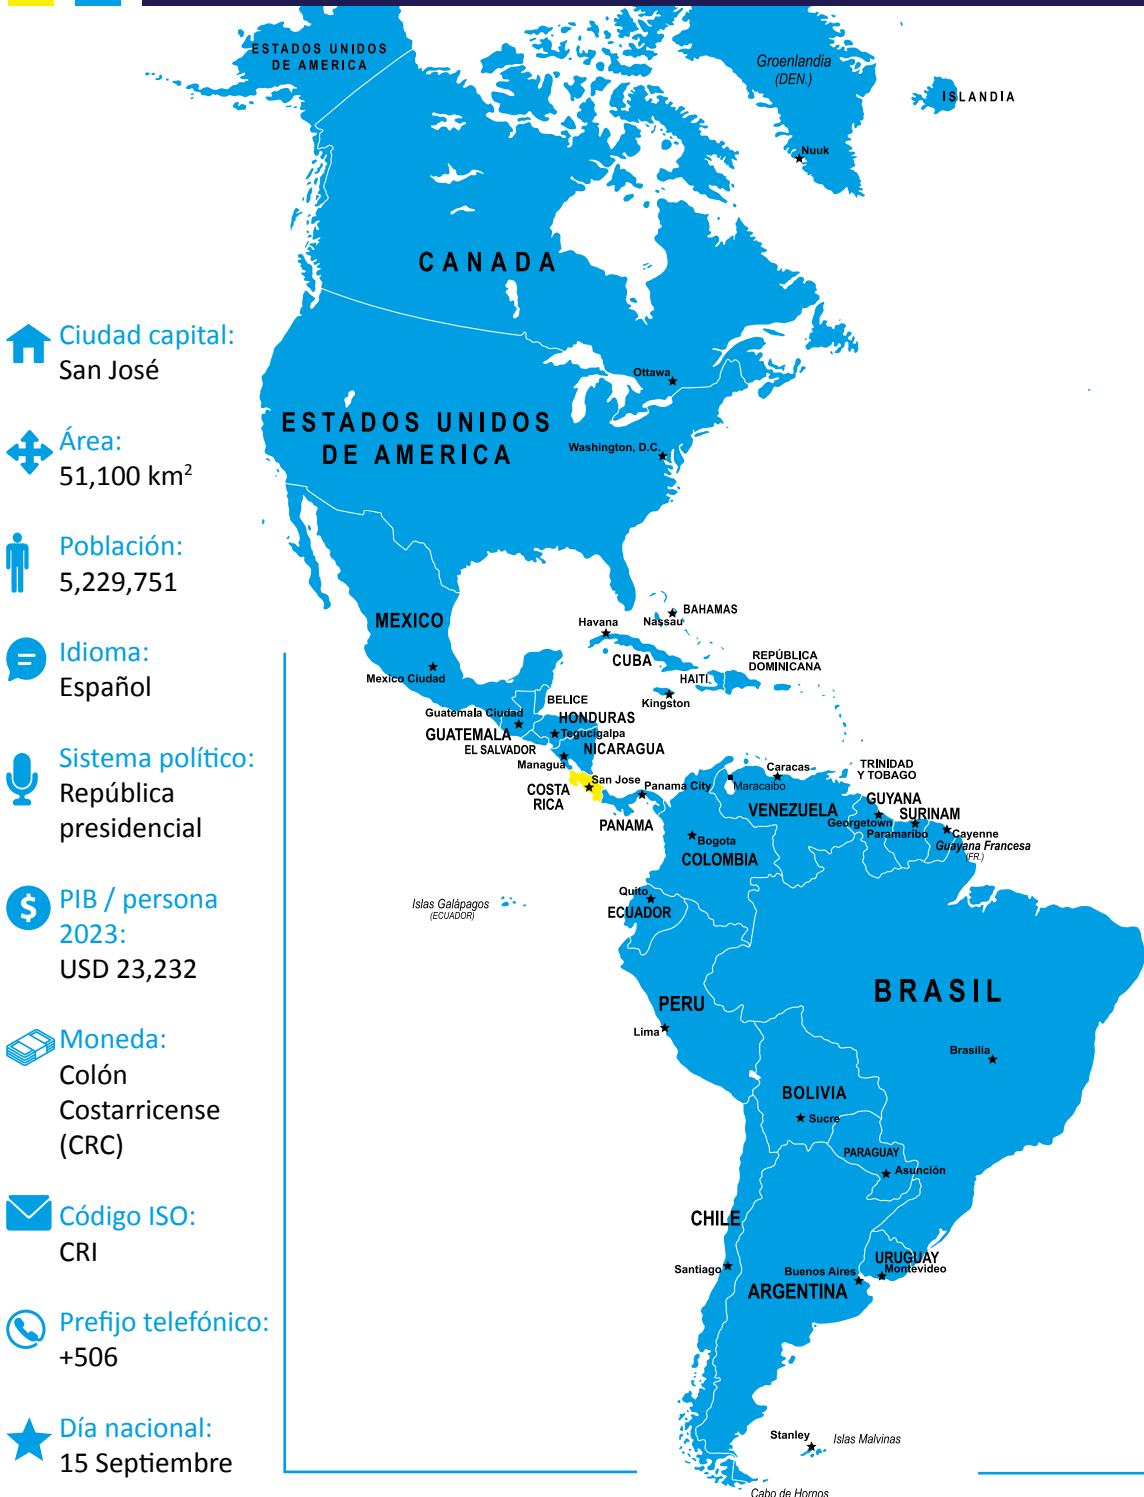 Ciudad capital:
San José
Área:
51,100 km²
Población:
5,229,751
Idioma:
Español
Sistema político:
República
presidencial
PIB / persona
2023:
USD 23,232
Moneda:
Colón
Costarricense
(CRC)
Código ISO:
CRI
Prefijo telefónico:
+506
Día nacional:
15 Septiembre
ESTADOS UNIDOS
DE AMERICA
Groenlandia
(DEN.)
ISLANDIA
Nuuk
CANADA
Ottawa
ESTADOS UNIDOS
DE AMERICA
Washington, D.C.
MEXICO
Mexico Ciudad
BAHAMAS
Nassau
Havana
CUBA
REPÚBLICA
DOMINICANA
HAITI
Kingston
BELICE
Guatemala Ciudad
GUATEMALA
HONDURAS
Tegucigalpa
EL SALVADOR
NICARAGUA
Managua
San Jose
COSTA
RICA
Panama City
PANAMA
Caracas
Maracaibo
VENEZUELA
TRINIDAD
Y TOBAGO
GUYANA
Georgetown
SURINAM
Paramaribo
Cayenne
Guayana Francesa
(FR.)
Bogota
COLOMBIA
Islas Galápagos
(ECUADOR)
Quito
ECUADOR
PERU
Lima
BRASIL
Brasilia
BOLIVIA
Sucre
PARAGUAY
Asunción
CHILE
Santiago
URUGUAY
Montevideo
Buenos Aires
ARGENTINA
Stanley
Islas Malvinas
Cabo de Hornos